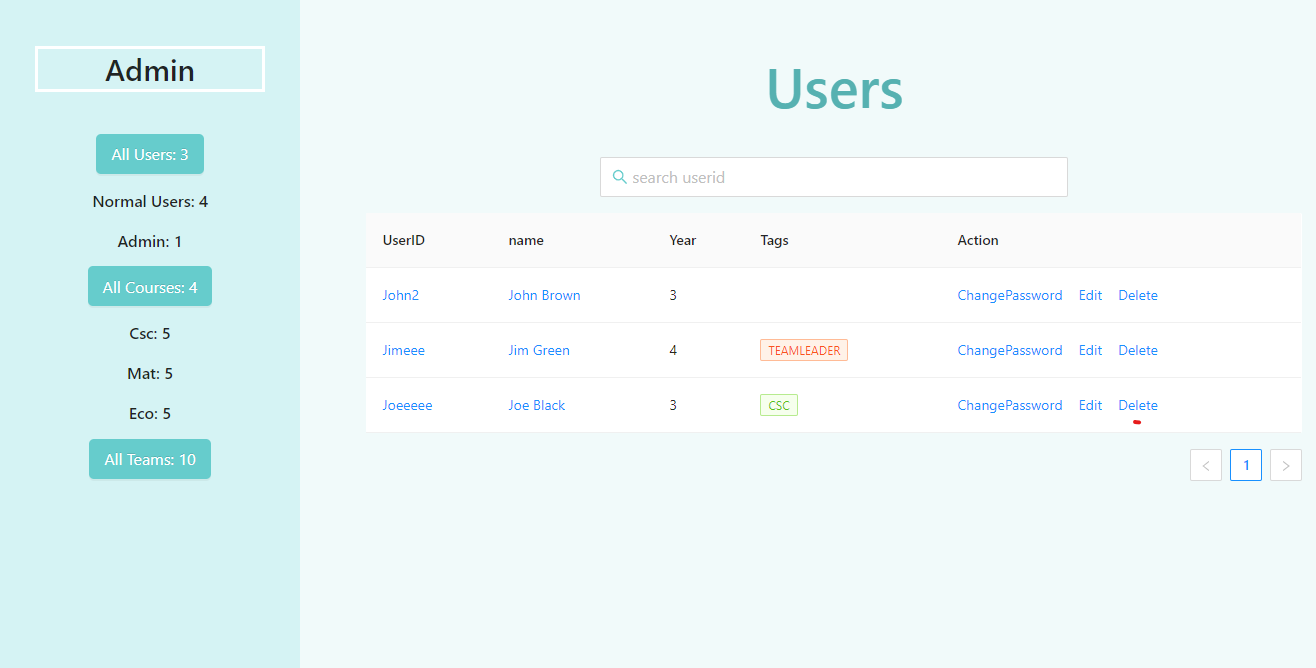 Admin
All Users: 3
Normal Users: 4
Admin: 1
All Courses: 4
Csc: 5
Mat: 5
Eco: 5
All Teams: 10
Users
search userid
UserID name Year Tags Action
John2 John Brown 3 ChangePassword Edit Delete
Jimeee Jim Green 4 TEAMLEADER ChangePassword Edit Delete
Joeeeee Joe Black 3 CSC ChangePassword Edit Delete
< 1 >